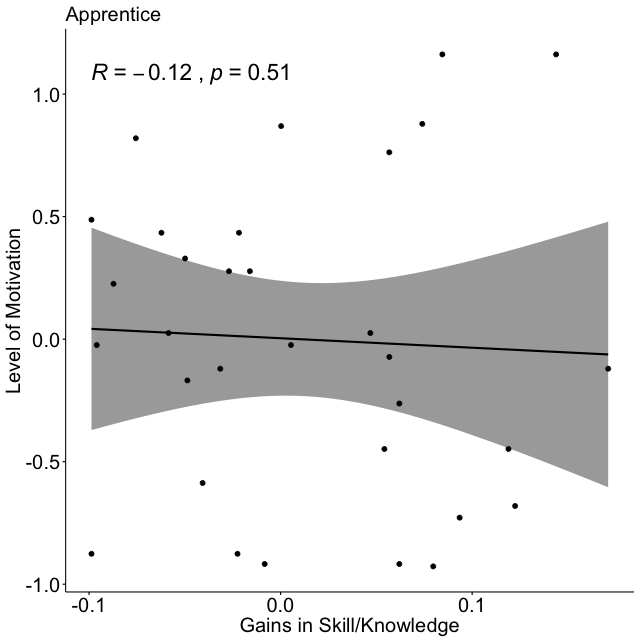 Apprentice
R = −0.12 , p = 0.51
1.0
0.5
0.0
-0.5
-1.0
Level of Motivation
-0.1 0.0 0.1
Gains in Skill/Knowledge